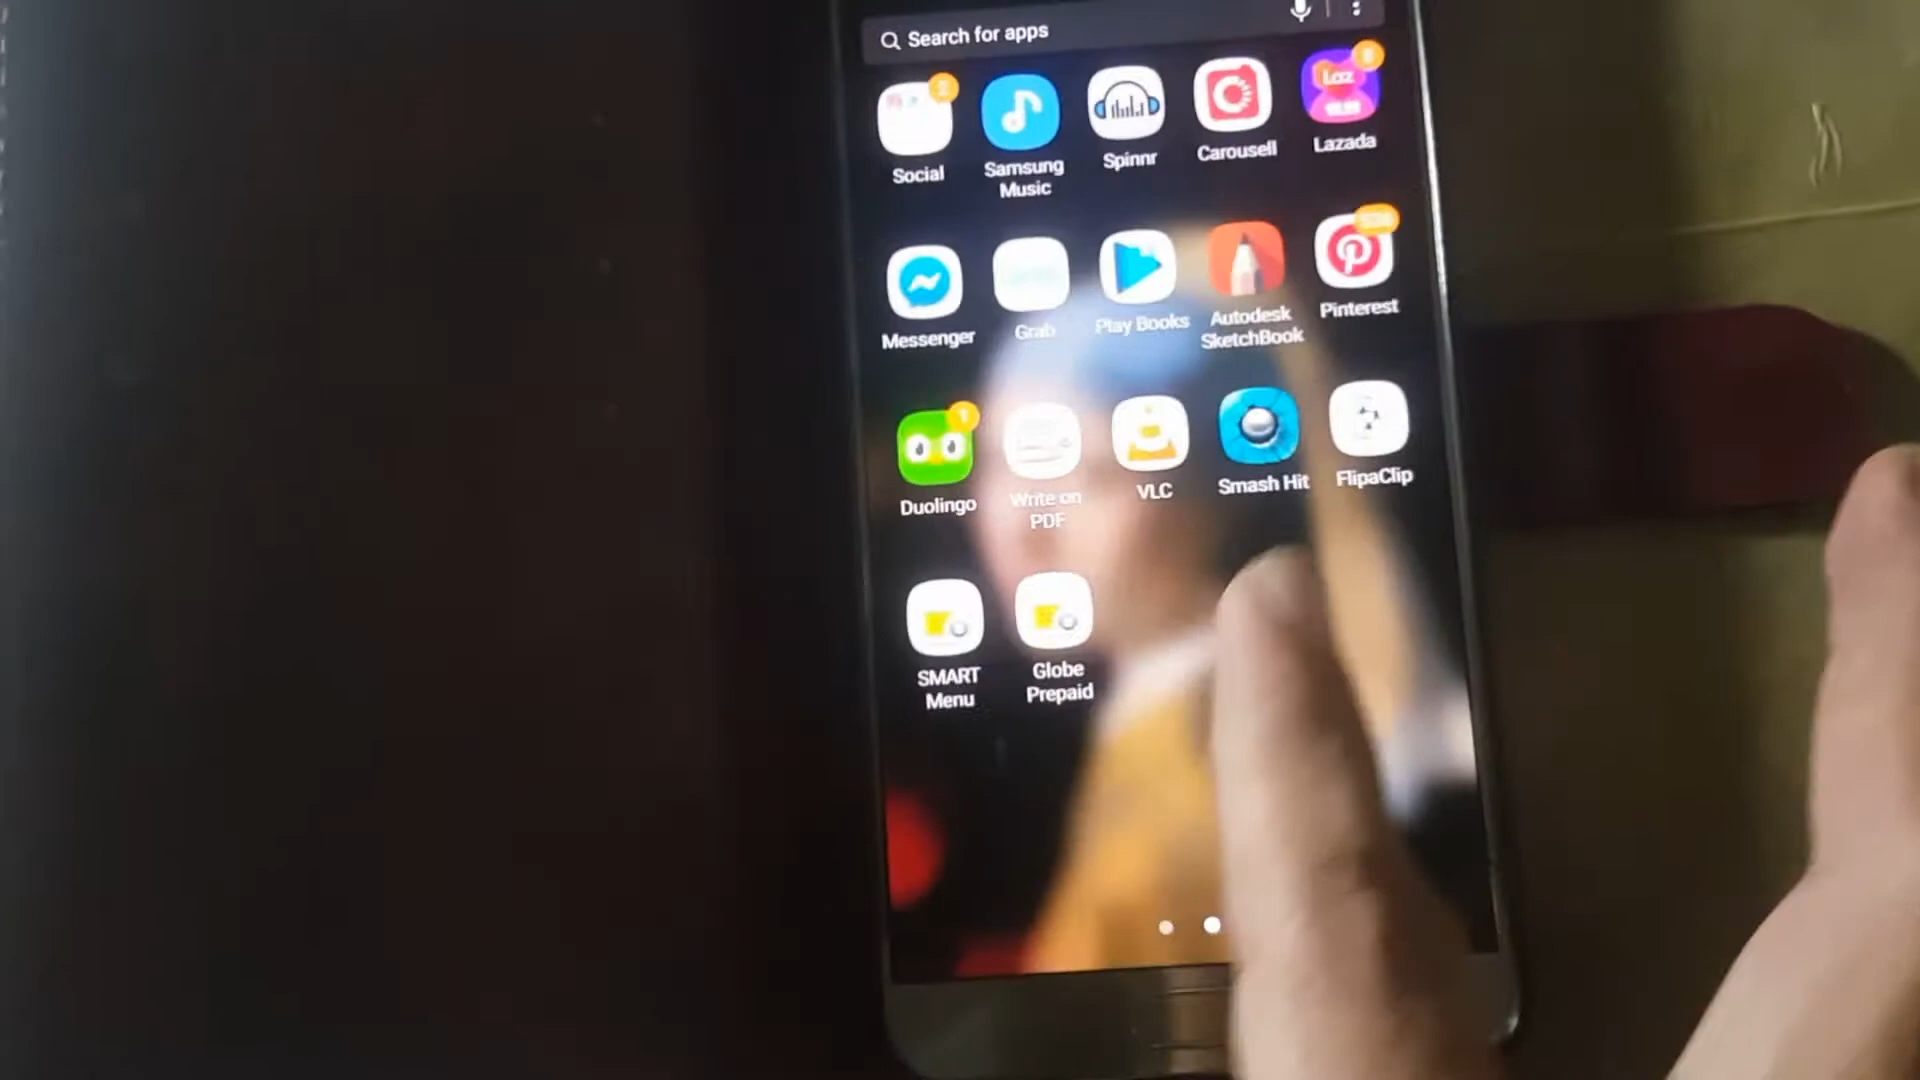 Search for apps
Social
Samsung
Music
Spinnr
Carousell
Laz
Lazada
Messenger
Grab
Play Books
Autodesk
SketchBook
Pinterest
Duolingo
Write on
PDF
VLC
Smash Hit
FlipaClip
SMART
Menu
Globe
Prepaid